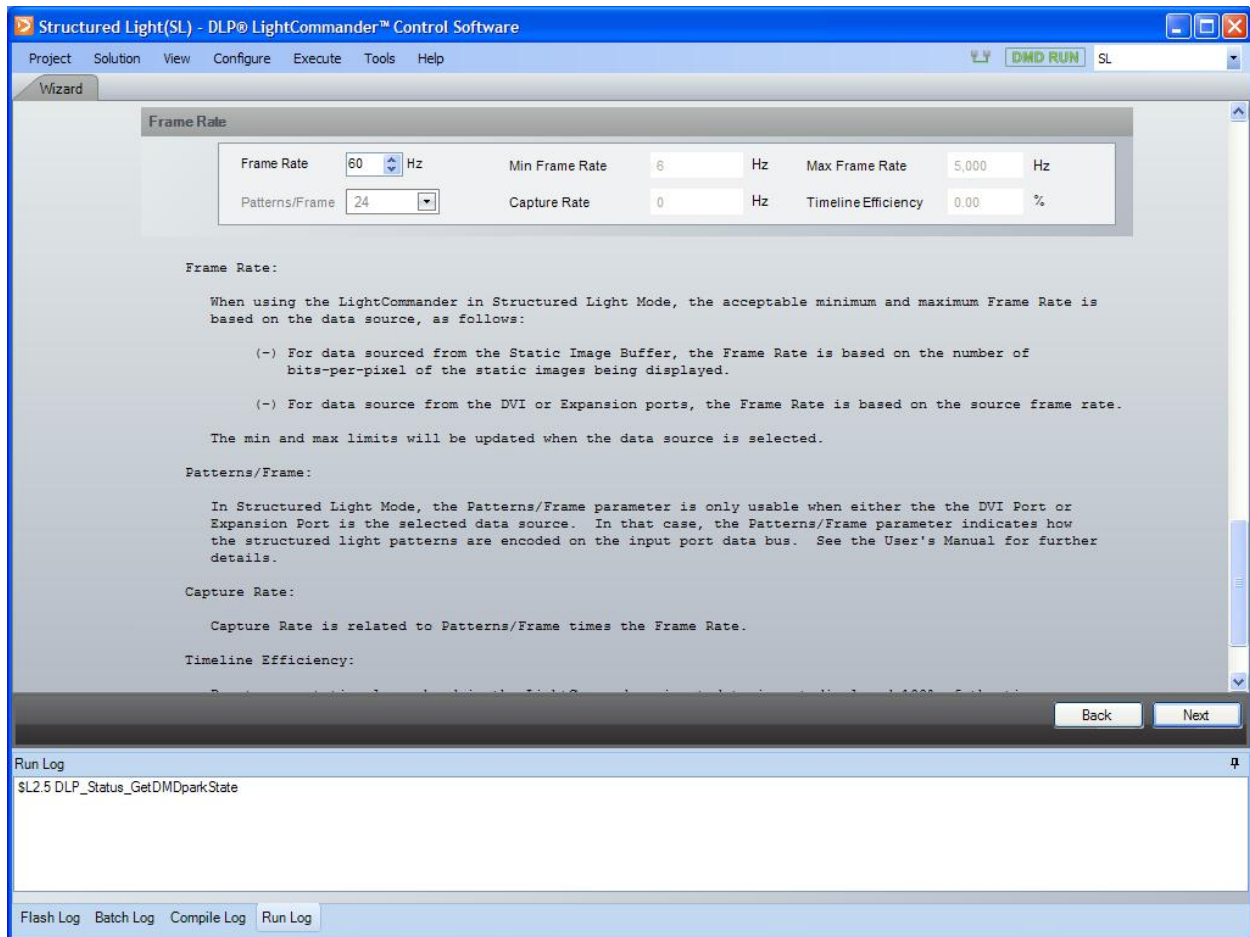 Structured Light(SL) - DLP® LightCommander™ Control Software
Project Solution View Configure Execute Tools Help DMD RUN SL
Wizard
Frame Rate
Frame Rate 60 Hz Min Frame Rate 6 Hz Max Frame Rate 5,000 Hz
Patterns/Frame 24 Capture Rate 0 Hz Timeline Efficiency 0.00 %
Frame Rate:
When using the LightCommander in Structured Light Mode, the acceptable minimum and maximum Frame Rate is
based on the data source, as follows:
(-) For data sourced from the Static Image Buffer, the Frame Rate is based on the number of
bits-per-pixel of the static images being displayed.
(-) For data source from the DVI or Expansion ports, the Frame Rate is based on the source frame rate.
The min and max limits will be updated when the data source is selected.
Patterns/Frame:
In Structured Light Mode, the Patterns/Frame parameter is only usable when either the the DVI Port or
Expansion Port is the selected data source. In that case, the Patterns/Frame parameter indicates how
the structured light patterns are encoded on the input port data bus. See the User's Manual for further
details.
Capture Rate:
Capture Rate is related to Patterns/Frame times the Frame Rate.
Timeline Efficiency:
Back Next
Run Log
$L2.5 DLP_Status_GetDMDparkState
Flash Log Batch Log Compile Log Run Log